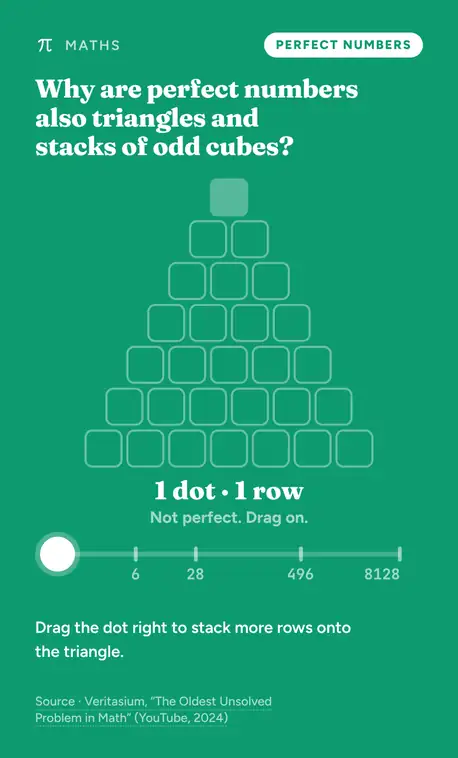 π MATHS
PERFECT NUMBERS
Why are perfect numbers
also triangles and
stacks of odd cubes?
1 dot · 1 row
Not perfect. Drag on.
6 28 496 8128
Drag the dot right to stack more rows onto
the triangle.
Source · Veritasium, “The Oldest Unsolved
Problem in Math” (YouTube, 2024)